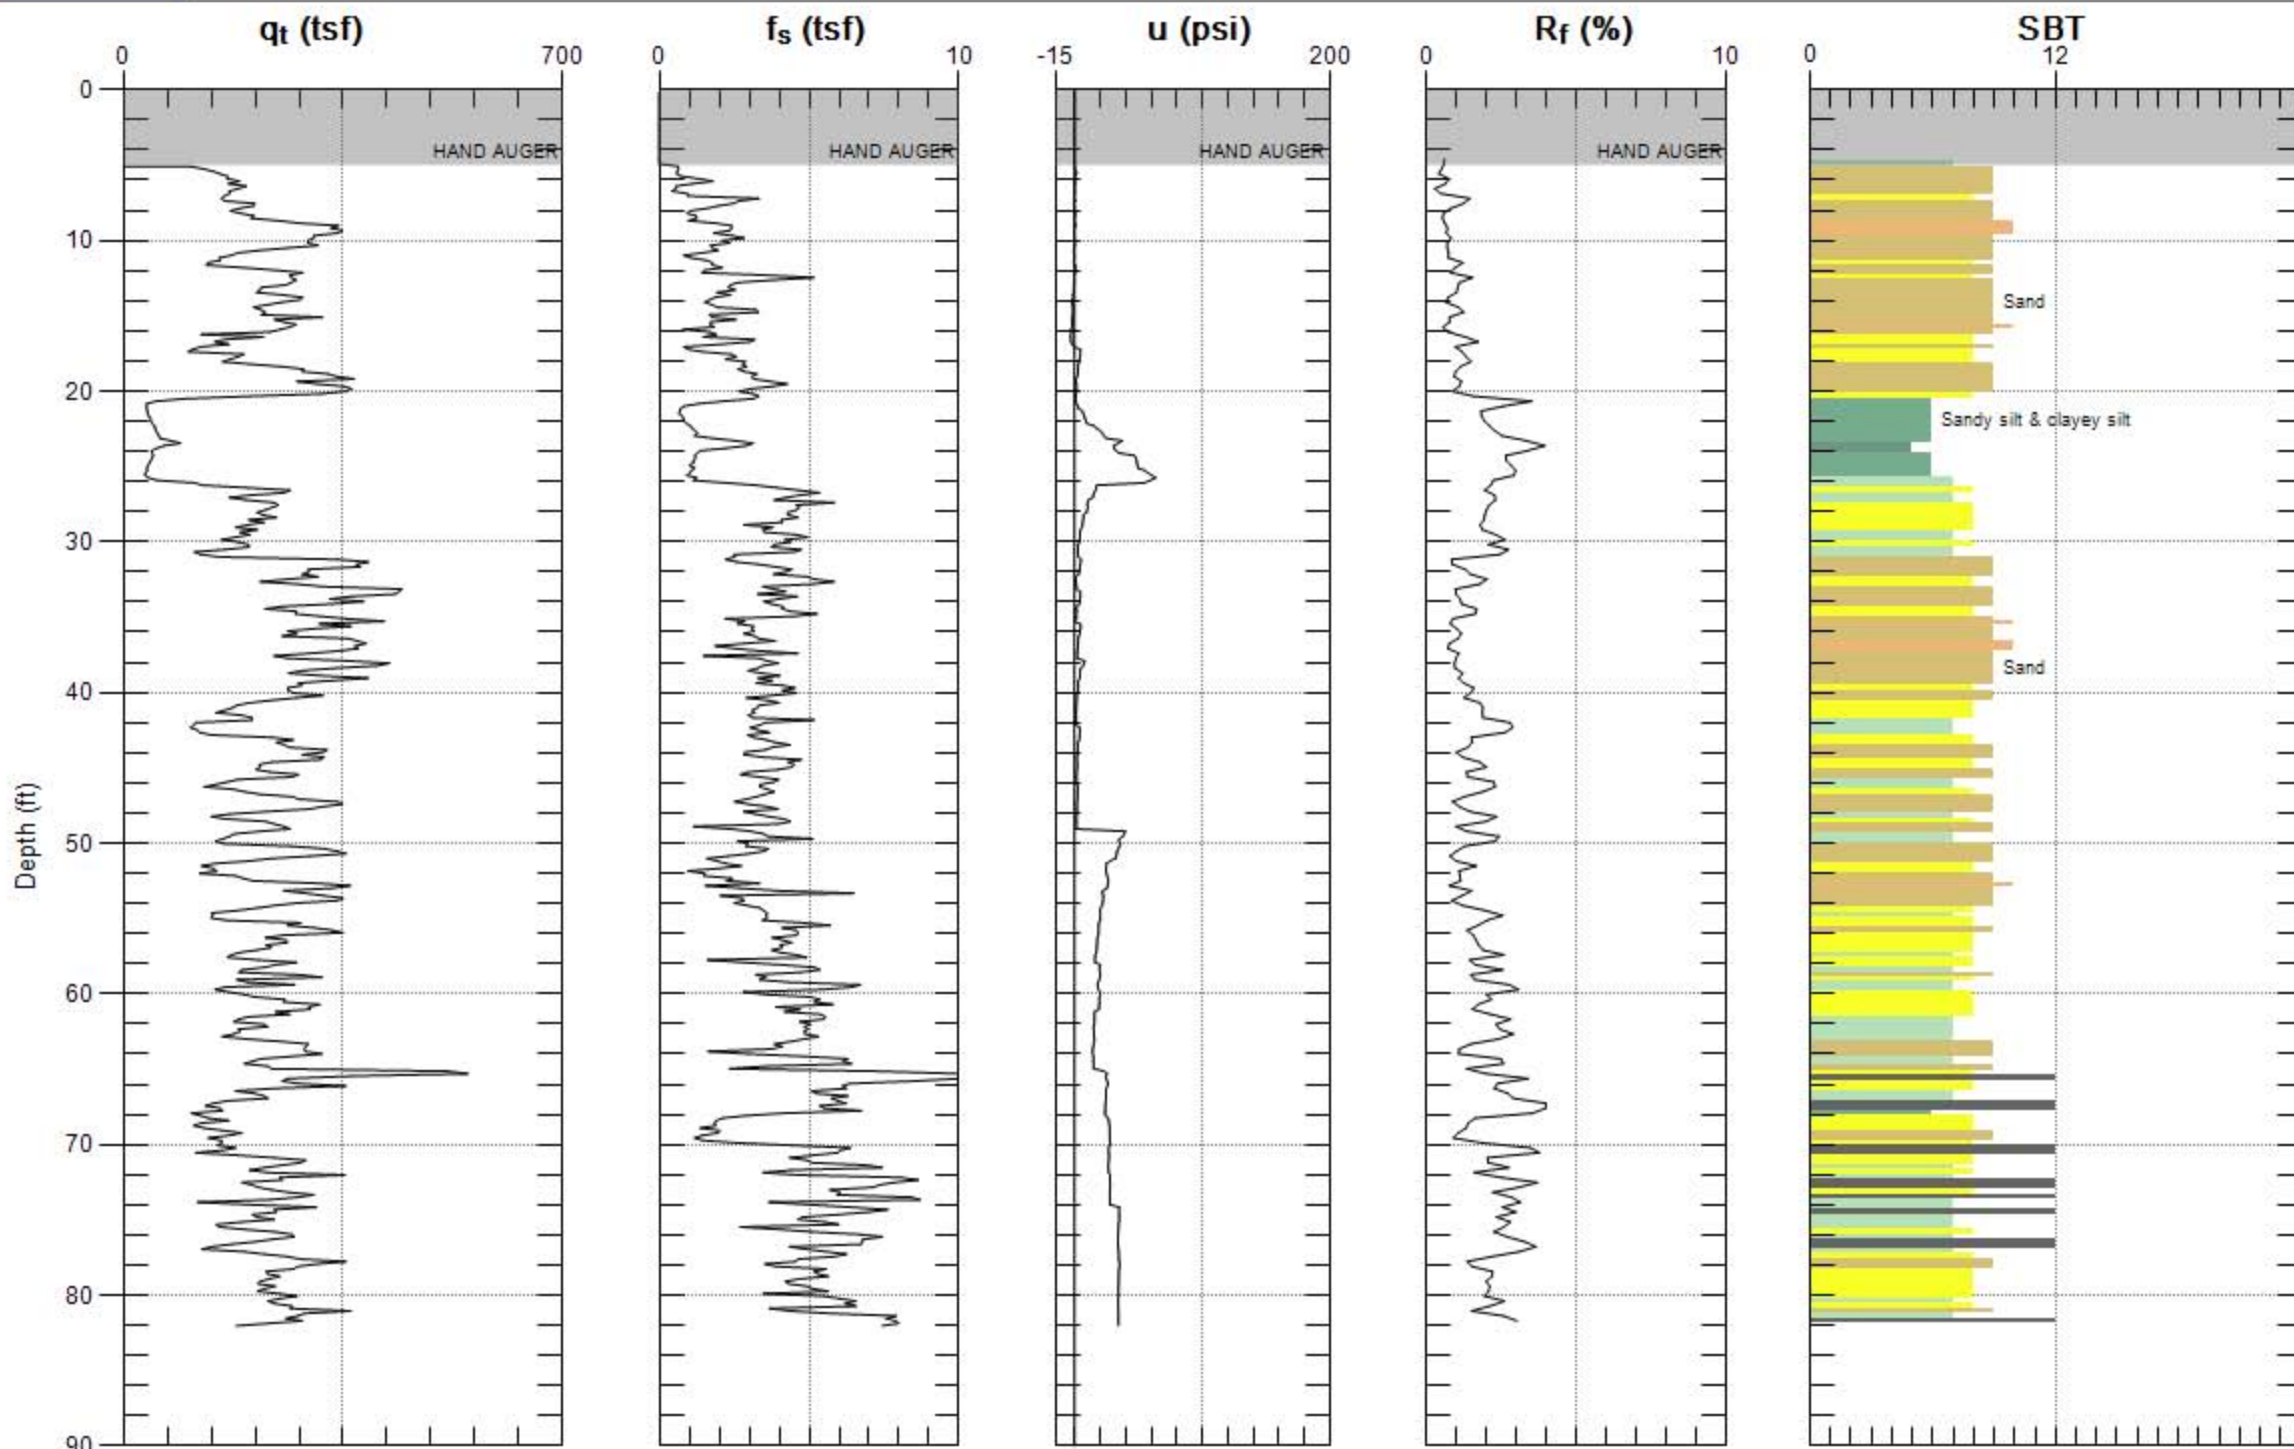 qt (tsf) fs (tsf) u (psi) Rf (%) SBT
0 700 0 10 -15 200 0 10 0 12
0
HAND AUGER HAND AUGER HAND AUGER HAND AUGER
10
Sand
20
Sandy silt & clayey silt
30
Sand
40
Depth (ft)
50
60
70
80
90